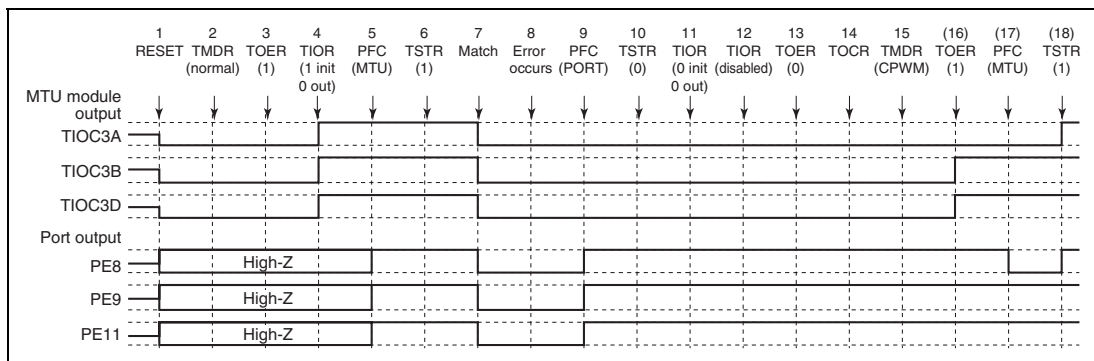 1 2 3 4 5 6 7 8 9 10 11 12 13 14 15 (16) (17) (18)
RESET TMDR TOER TIOR PFC TSTR Match Error PFC TSTR TIOR TIOR TOER TOCR TMDR TOER PFC TSTR
(normal) (1) (1 init (MTU) (1) occurs (PORT) (0) (0 init (disabled) (0) (CPWM) (1) (MTU) (1)
0 out) 0 out)
MTU module
output
TIOC3A
TIOC3B
TIOC3D
Port output
PE8 High-Z
PE9 High-Z
PE11 High-Z